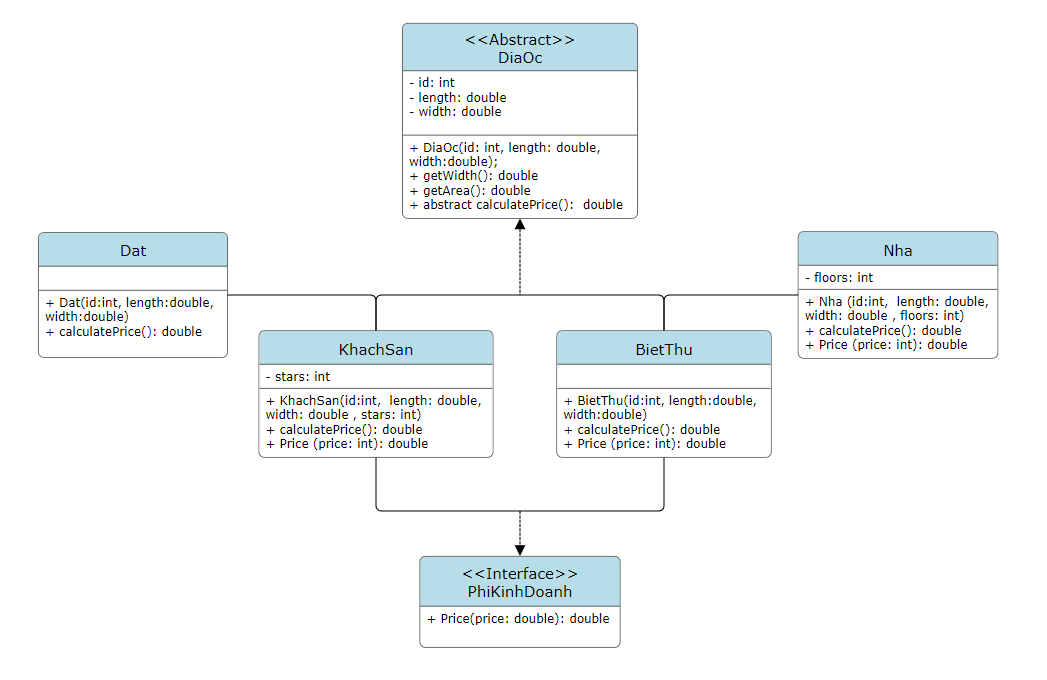 <<Abstract>>
DiaOc
- id: int
- length: double
- width: double
+ DiaOc(id: int, length: double,
width:double);
+ getWidth(): double
+ getArea(): double
+ abstract calculatePrice():  double
Dat
+ Dat(id:int, length:double,
width:double)
+ calculatePrice(): double
Nha
- floors: int
+ Nha (id:int,  length: double,
width: double , floors: int)
+ calculatePrice(): double
+ Price (price: int): double
KhachSan
- stars: int
+ KhachSan(id:int,  length: double,
width: double , stars: int)
+ calculatePrice(): double
+ Price (price: int): double
BietThu
+ BietThu(id:int, length:double,
width:double)
+ calculatePrice(): double
+ Price (price: int): double
<<Interface>>
PhiKinhDoanh
+ Price(price: double): double